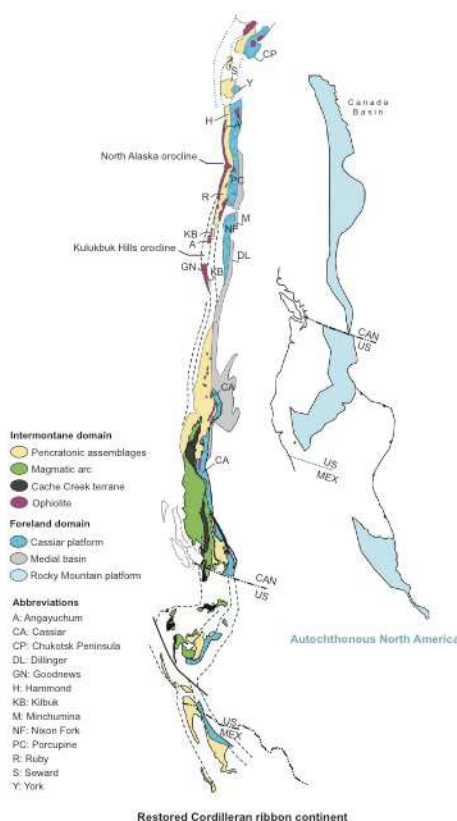 CP
S
Y
Canada
Basin
H
A
North Alaska orocline
PC
R
M
NF
KB
A
DL
Kulukbuk Hills orocline
GN
KB
CAN
US
CA
Intermontane domain
Pericratonic assemblages
Magmatic arc
Cache Creek terrane
Ophiolite
CA
US
MEX
Foreland domain
Cassiar platform
Medial basin
Rocky Mountain platform
CAN
US
Abbreviations
A: Angayuchum
CA: Cassiar
CP: Chukotsk Peninsula
DL: Dillinger
GN: Goodnews
H: Hammond
KB: Kilbuk
M: Minchumina
NF: Nixon Fork
PC: Porcupine
R: Ruby
S: Seward
Y: York
Autochthonous North America
US
MEX
Restored Cordilleran ribbon continent